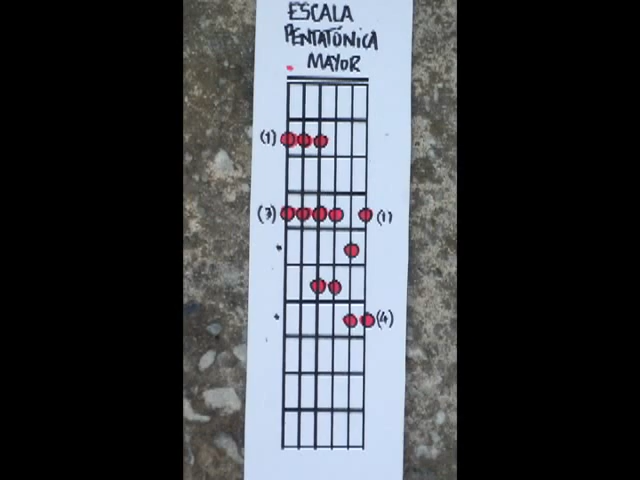 ESCALA
PENTATÓNICA
MAYOR
(1)
(3) (1)
(4)